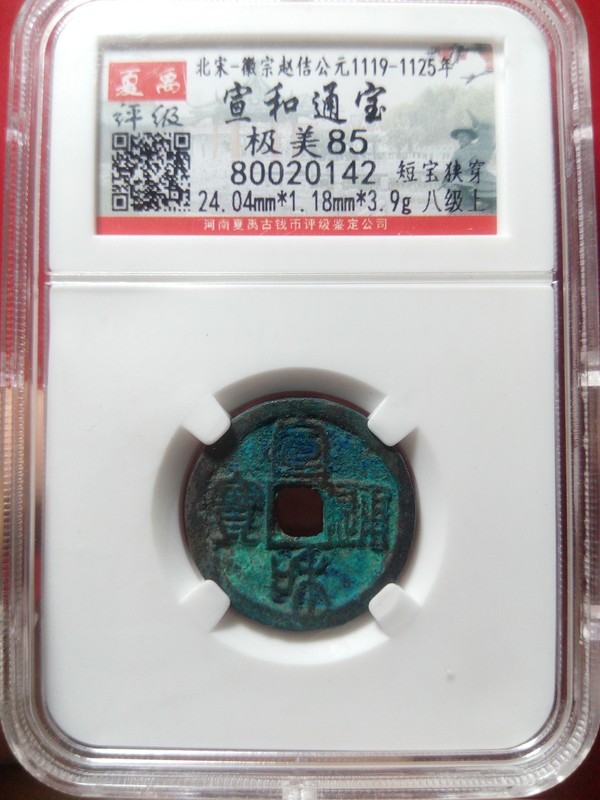 夏禹
评级
北宋-徽宗赵佶公元1119-1125年
宣和通宝
极美85
80020142 短宝狭穿
24.04mm*1.18mm*3.9g 八级上
河南夏禹古钱币评级鉴定公司
宣和通寳